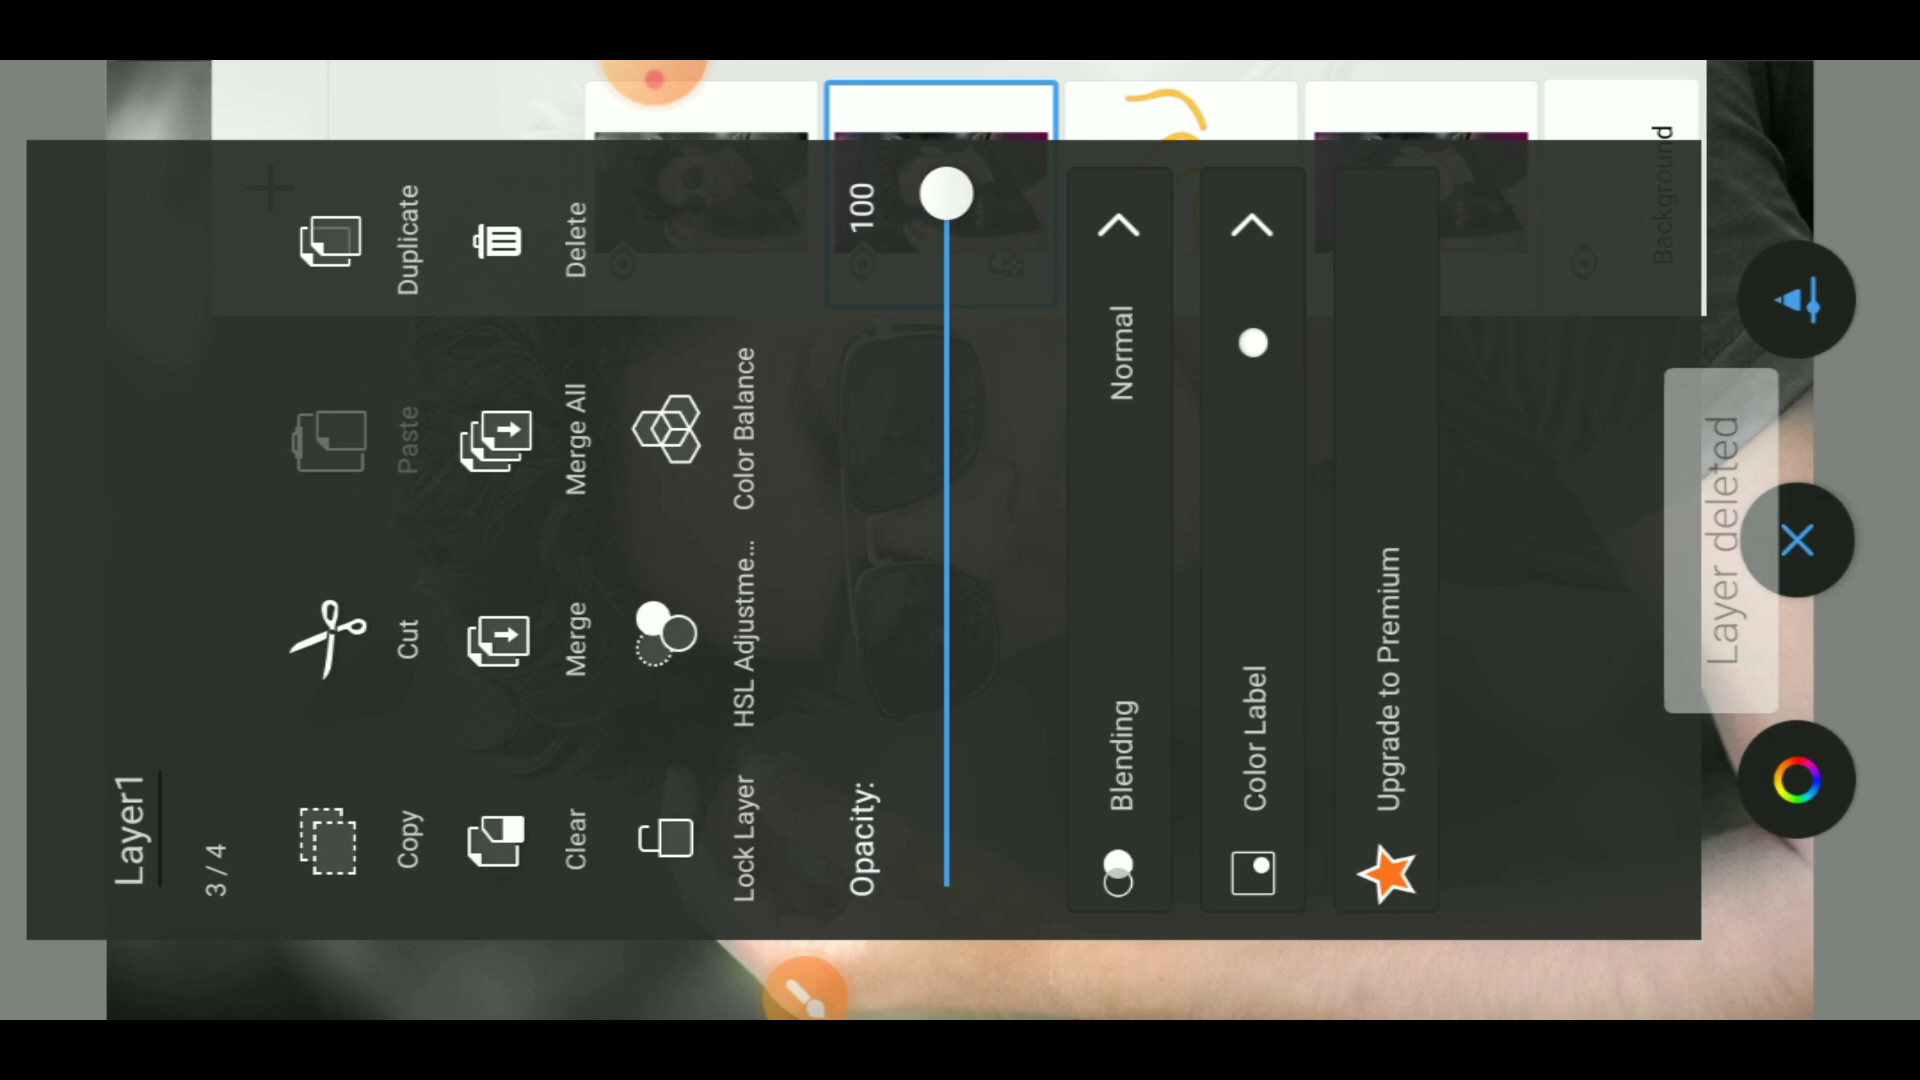 Layer1
3 / 4
Copy
Cut
Paste
Duplicate
Clear
Merge
Merge All
Delete
Lock Layer
HSL Adjustme...
Color Balance
Opacity:
100
Blending
Normal
Color Label
Upgrade to Premium
Background
Layer deleted